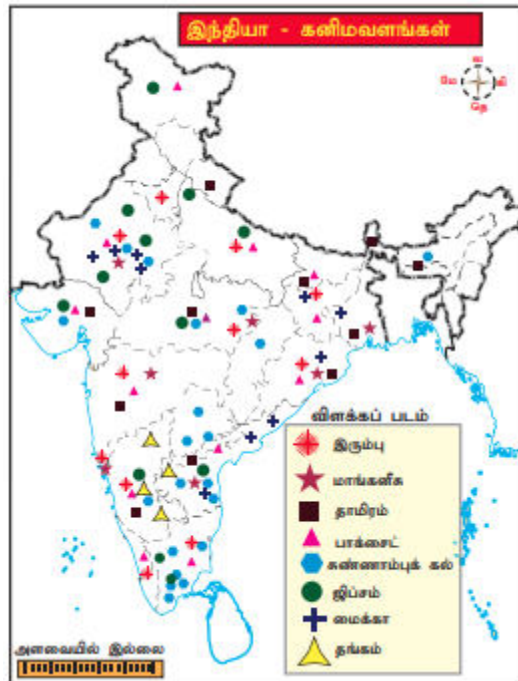 இந்தியா - கனிமவளங்கள்
வ
மே
கி
தெ
விளக்கப் படம்
இரும்பு
மாங்கனீசு
தாமிரம்
பாக்சைட்
சுண்ணாம்புக் கல்
ஜிப்சம்
மைக்கா
தங்கம்
அளவையில் இல்லை